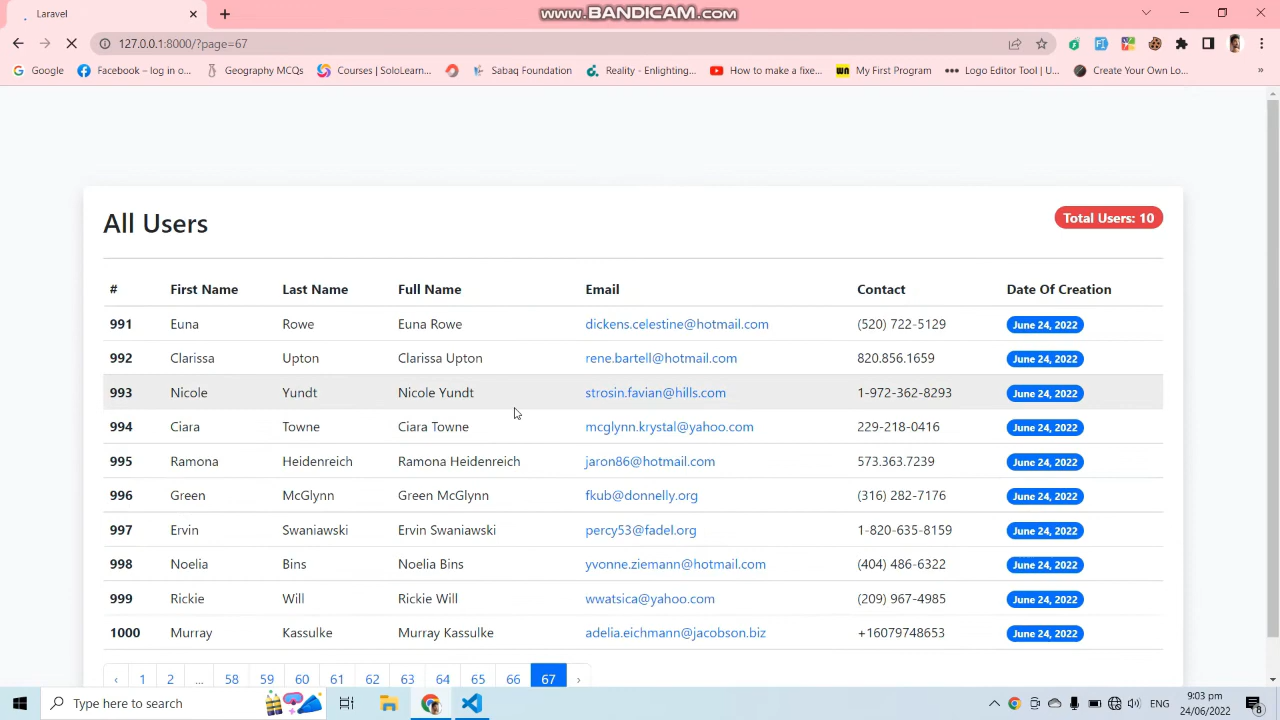 Laravel
www.BANDICAM.com
127.0.0.1:8000/?page=67
Google
Facebook Log in o...
Geography MCQs
Courses | SoloLearn...
Sabaq Foundation
Reality - Enlighting...
How to make a fixe...
wn My First Program
Logo Editor Tool | U...
Create Your Own Lo...
»
All Users
Total Users: 10
# First Name Last Name Full Name Email Contact Date Of Creation
991 Euna Rowe Euna Rowe dickens.celestine@hotmail.com (520) 722-5129 June 24, 2022
992 Clarissa Upton Clarissa Upton rene.bartell@hotmail.com 820.856.1659 June 24, 2022
993 Nicole Yundt Nicole Yundt strosin.favian@hills.com 1-972-362-8293 June 24, 2022
994 Ciara Towne Ciara Towne mcglynn.krystal@yahoo.com 229-218-0416 June 24, 2022
995 Ramona Heidenreich Ramona Heidenreich jaron86@hotmail.com 573.363.7239 June 24, 2022
996 Green McGlynn Green McGlynn fkub@donnelly.org (316) 282-7176 June 24, 2022
997 Ervin Swaniawski Ervin Swaniawski percy53@fadel.org 1-820-635-8159 June 24, 2022
998 Noelia Bins Noelia Bins yvonne.ziemann@hotmail.com (404) 486-6322 June 24, 2022
999 Rickie Will Rickie Will wwatsica@yahoo.com (209) 967-4985 June 24, 2022
1000 Murray Kassulke Murray Kassulke adelia.eichmann@jacobson.biz +16079748653 June 24, 2022
‹ 1 2 ... 58 59 60 61 62 63 64 65 66 67 ›
Type here to search
ENG
9:03 pm
24/06/2022
8